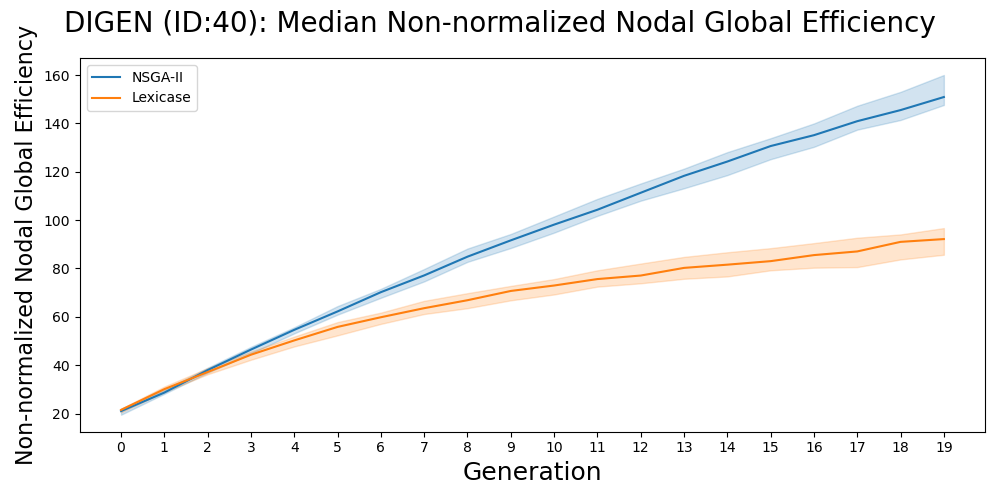 DIGEN (ID:40): Median Non-normalized Nodal Global Efficiency
Non-normalized Nodal Global Efficiency
160
140
120
100
80
60
40
20
NSGA-II
Lexicase
0 1 2 3 4 5 6 7 8 9 10 11 12 13 14 15 16 17 18 19
Generation